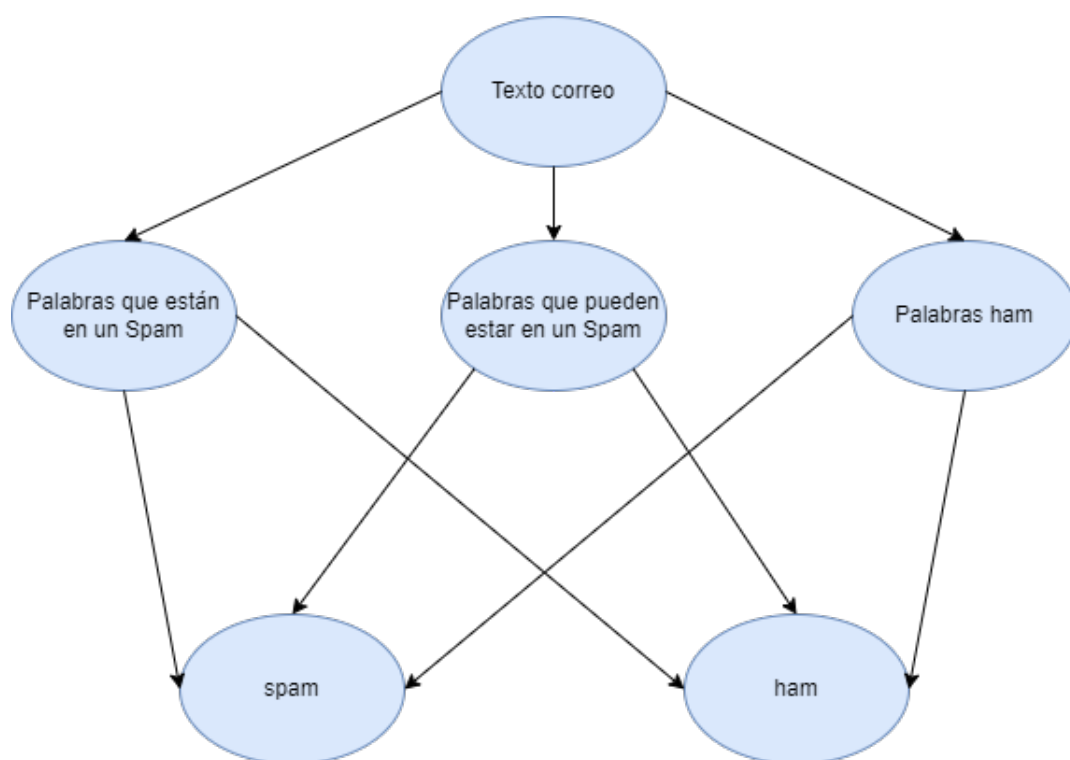 Texto correo
Palabras que están
en un Spam
Palabras que pueden
estar en un Spam
Palabras ham
spam
ham